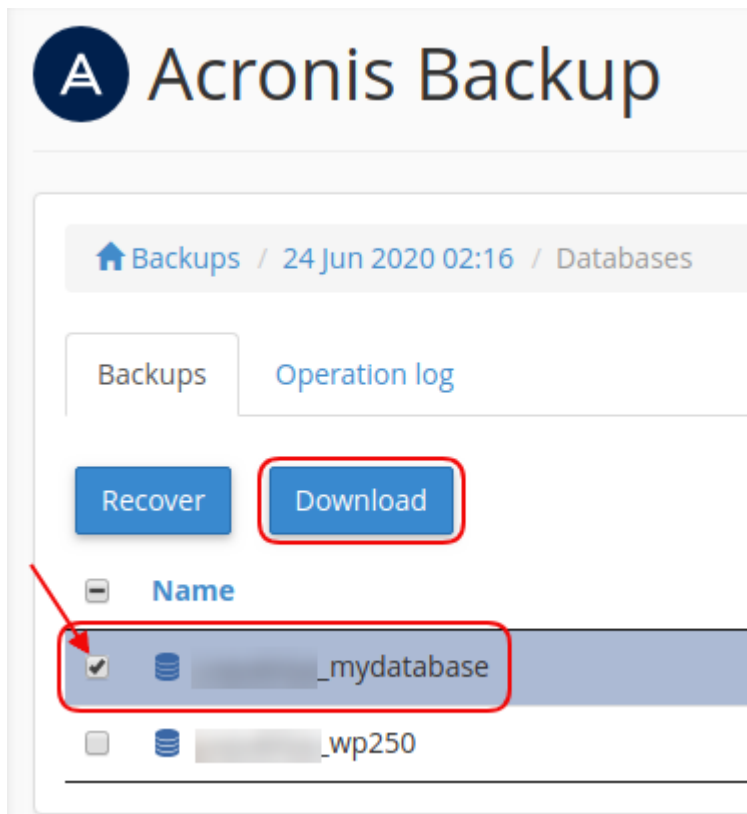 Acronis Backup
Backups / 24 Jun 2020 02:16 / Databases
Backups Operation log
Recover Download
Name
_mydatabase
_wp250